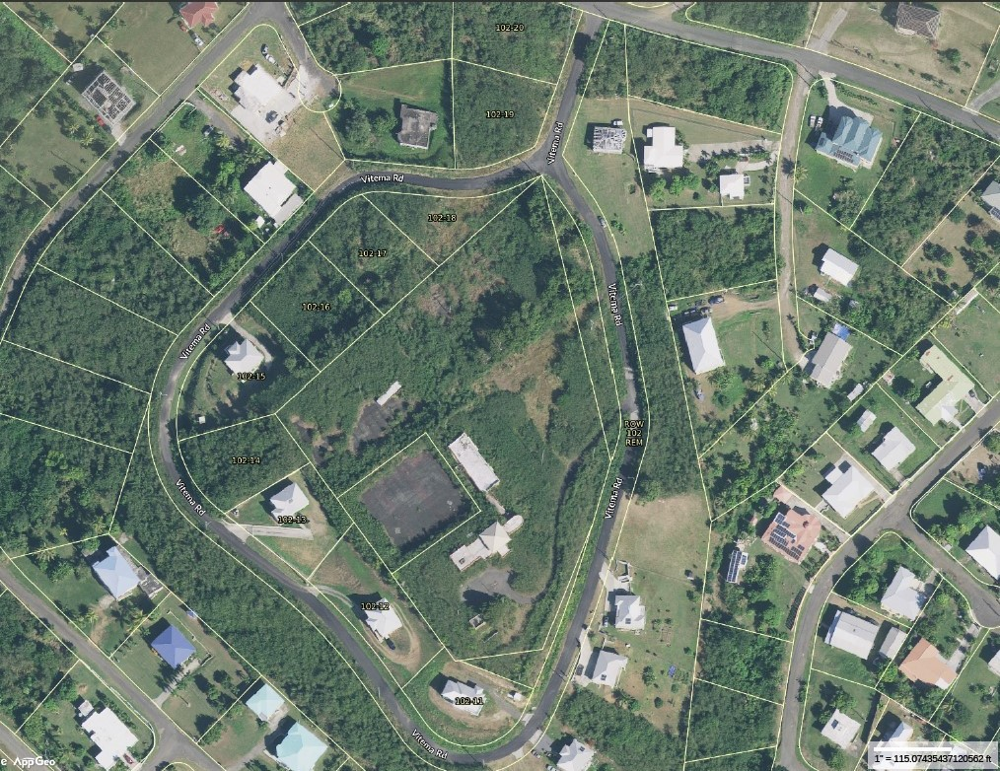 102-20
102-19
Vitema Rd
Vitema Rd
102-18
102-17
102-16
Vitema Rd
Vitema Rd
102-15
ROW
102
REM
102-14
Vitema Rd
Vitema Rd
102-13
102-12
102-11
Vitema Rd
AppGeo
1" = 115.07435437120562 ft